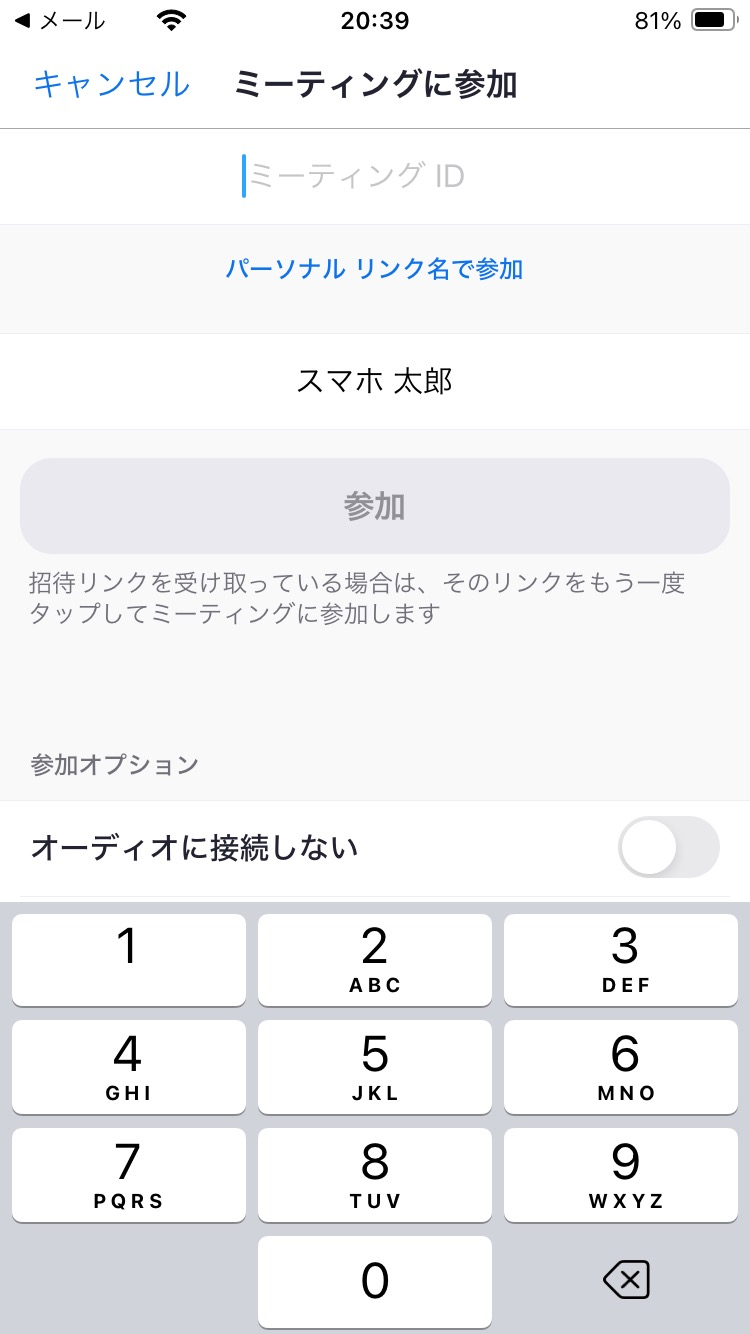 ◀ メール 20:39 81%
キャンセル ミーティングに参加
ミーティング ID
パーソナル リンク名で参加
スマホ 太郎
参加
招待リンクを受け取っている場合は、そのリンクをもう一度
タップしてミーティングに参加します
参加オプション
オーディオに接続しない
1 2 3
ABC DEF
4 5 6
GHI JKL MNO
7 8 9
PQRS TUV WXYZ
0